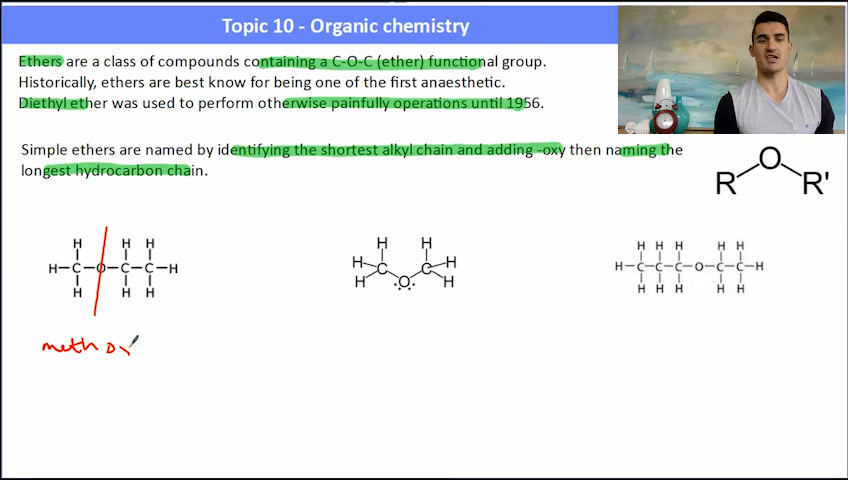 Topic 10 - Organic chemistry
Ethers are a class of compounds containing a C-O-C (ether) functional group.
Historically, ethers are best know for being one of the first anaesthetic.
Diethyl ether was used to perform otherwise painfully operations until 1956.
Simple ethers are named by identifying the shortest alkyl chain and adding -oxy then naming the
longest hydrocarbon chain.
R O R'
H H H
H C O C C H
H H H
H H
H C C H
H O H
H H H H H
H C C C O C C H
H H H H H
methoy